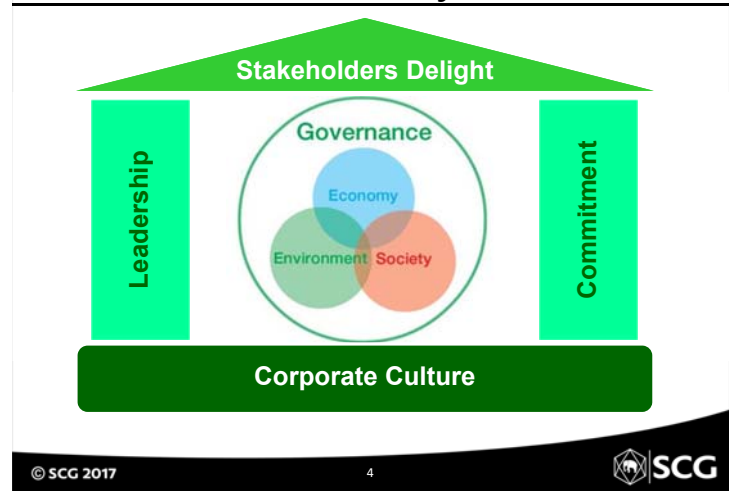 Stakeholders Delight
Leadership
Governance
Economy
Environment
Society
Commitment
Corporate Culture
© SCG 2017
4
SCG